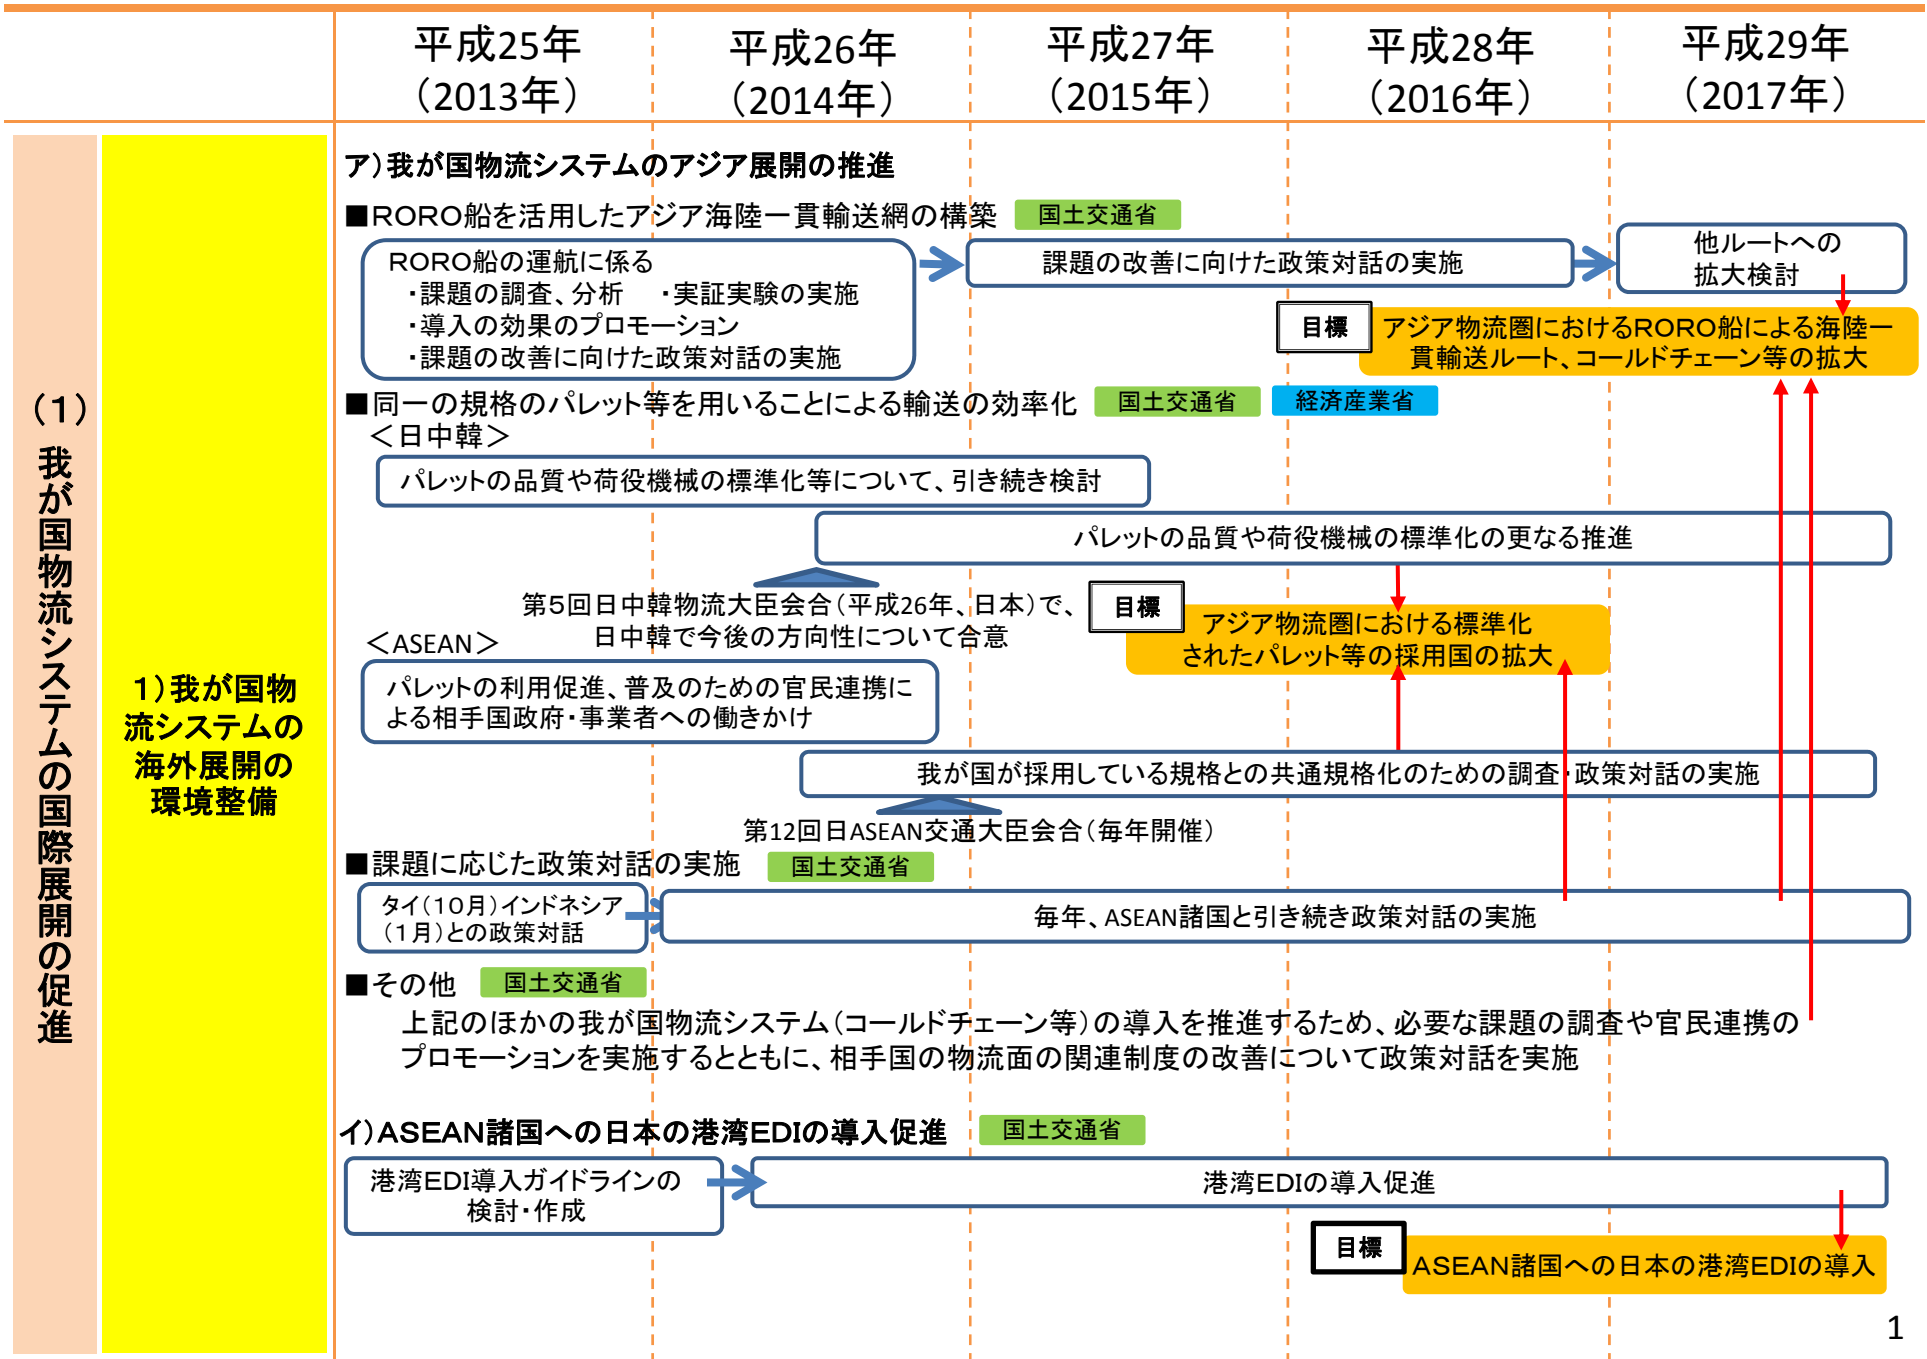 平成25年
（2013年）
平成26年
（2014年）
平成27年
（2015年）
平成28年
（2016年）
平成29年
（2017年）
（１）我が国物流システムの国際展開の促進
１）我が国物
流システムの
海外展開の
環境整備
ア）我が国物流システムのアジア展開の推進
■ＲＯＲＯ船を活用したアジア海陸一貫輸送網の構築
国土交通省
ＲＯＲＯ船の運航に係る
・課題の調査、分析　・実証実験の実施
・導入の効果のプロモーション
・課題の改善に向けた政策対話の実施
課題の改善に向けた政策対話の実施
他ルートへの
拡大検討
目標
アジア物流圏におけるRORO船による海陸一
貫輸送ルート、コールドチェーン等の拡大
■同一の規格のパレット等を用いることによる輸送の効率化
国土交通省
経済産業省
＜日中韓＞
パレットの品質や荷役機械の標準化等について、引き続き検討
パレットの品質や荷役機械の標準化の更なる推進
第５回日中韓物流大臣会合（平成26年、日本）で、
日中韓で今後の方向性について合意
目標
アジア物流圏における標準化
されたパレット等の採用国の拡大
＜ASEAN＞
パレットの利用促進、普及のための官民連携に
よる相手国政府・事業者への働きかけ
我が国が採用している規格との共通規格化のための調査・政策対話の実施
第12回日ASEAN交通大臣会合（毎年開催）
■課題に応じた政策対話の実施
国土交通省
タイ（１０月）インドネシア
（１月）との政策対話
毎年、ASEAN諸国と引き続き政策対話の実施
■その他
国土交通省
上記のほかの我が国物流システム（コールドチェーン等）の導入を推進するため、必要な課題の調査や官民連携の
プロモーションを実施するとともに、相手国の物流面の関連制度の改善について政策対話を実施
イ）ＡＳＥＡＮ諸国への日本の港湾EDIの導入促進
国土交通省
港湾EDI導入ガイドラインの
検討・作成
港湾EDIの導入促進
目標
ＡＳＥＡＮ諸国への日本の港湾EDIの導入
1